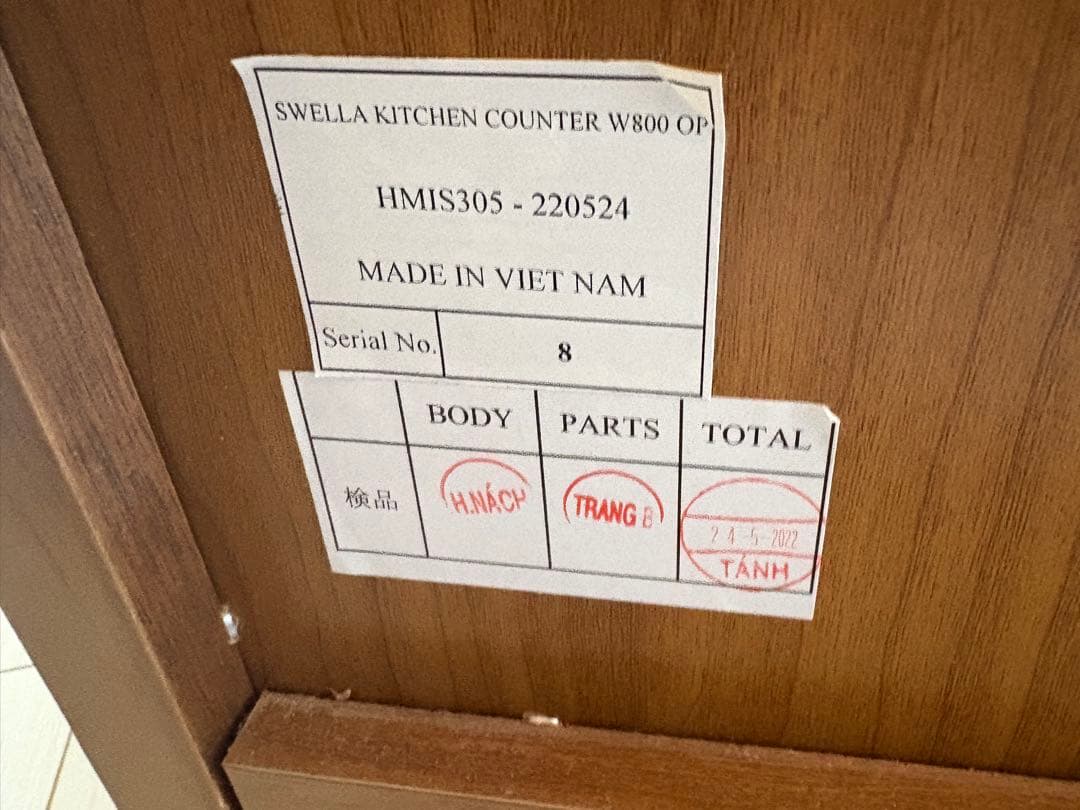 SWELLA KITCHEN COUNTER W800 OP
HMIS305 - 220524
MADE IN VIET NAM
Serial No. 8
BODY PARTS TOTAL
検品 H.NÁCH TRANG B 24-5-2022
TÁNH